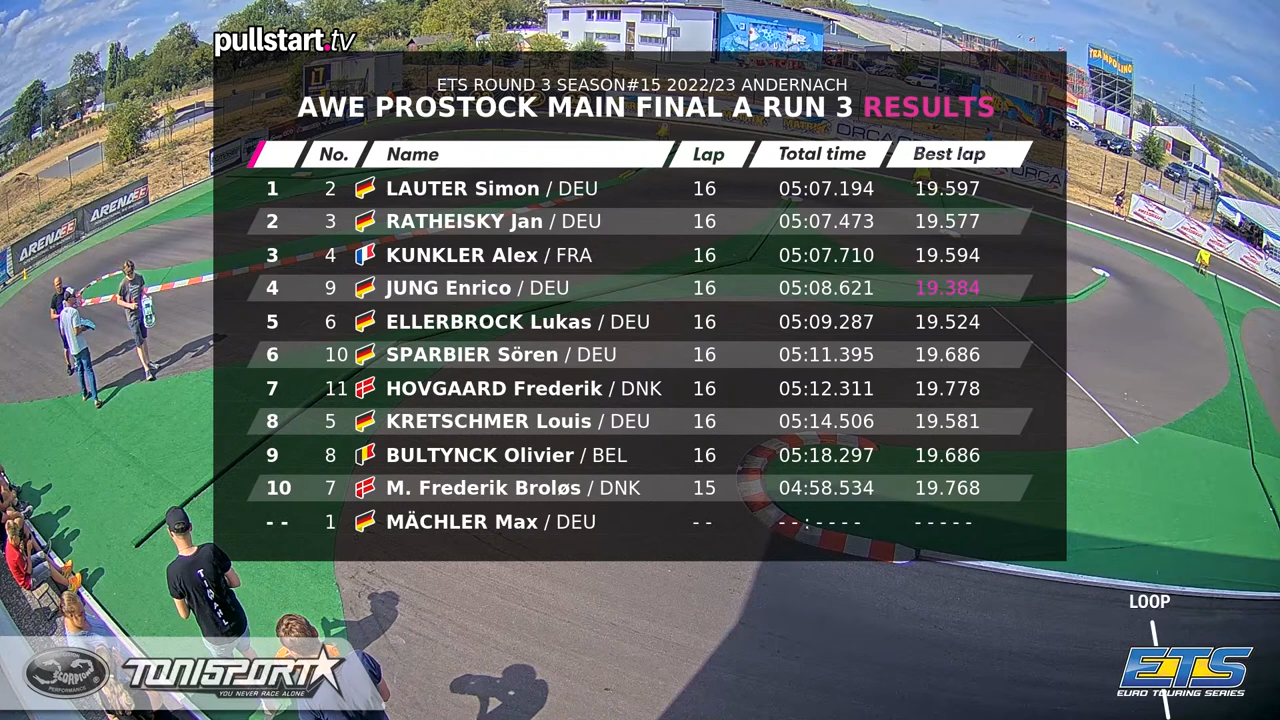 pullstart.tv
ETS ROUND 3 SEASON#15 2022/23 ANDERNACH
AWE PROSTOCK MAIN FINAL A RUN 3 RESULTS
No. Name Lap Total time Best lap
1 2 LAUTER Simon / DEU 16 05:07.194 19.597
2 3 RATHEISKY Jan / DEU 16 05:07.473 19.577
3 4 KUNKLER Alex / FRA 16 05:07.710 19.594
4 9 JUNG Enrico / DEU 16 05:08.621 19.384
5 6 ELLERBROCK Lukas / DEU 16 05:09.287 19.524
6 10 SPARBIER Sören / DEU 16 05:11.395 19.686
7 11 HOVGAARD Frederik / DNK 16 05:12.311 19.778
8 5 KRETSCHMER Louis / DEU 16 05:14.506 19.581
9 8 BULTYNCK Olivier / BEL 16 05:18.297 19.686
10 7 M. Frederik Broløs / DNK 15 04:58.534 19.768
- - 1 MÄCHLER Max / DEU - - - - : - - - - - - - - -
TRAMPOLINO
ORCA
ORCA
ARENA
ARENA
LOOP
SCORPION
PERFORMANCE
TONISPORT
YOU NEVER RACE ALONE
ETS
EURO TOURING SERIES